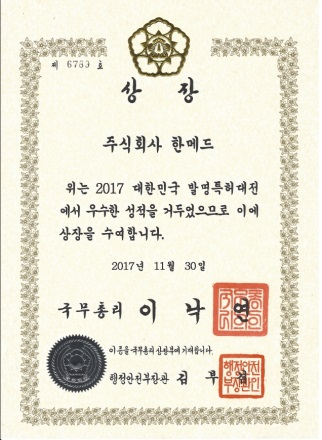 제 6789 호
상 장
주식회사 한메드
위는 2017 대한민국 발명특허대전
에서 우수한 성적을 거두었으므로 이에
상장을 수여합니다.
2017년 11월 30일
국무총리 이 낙 연
이 증을 국무총리 상장부에 기재합니다.
행정안전부장관 김 부 겸